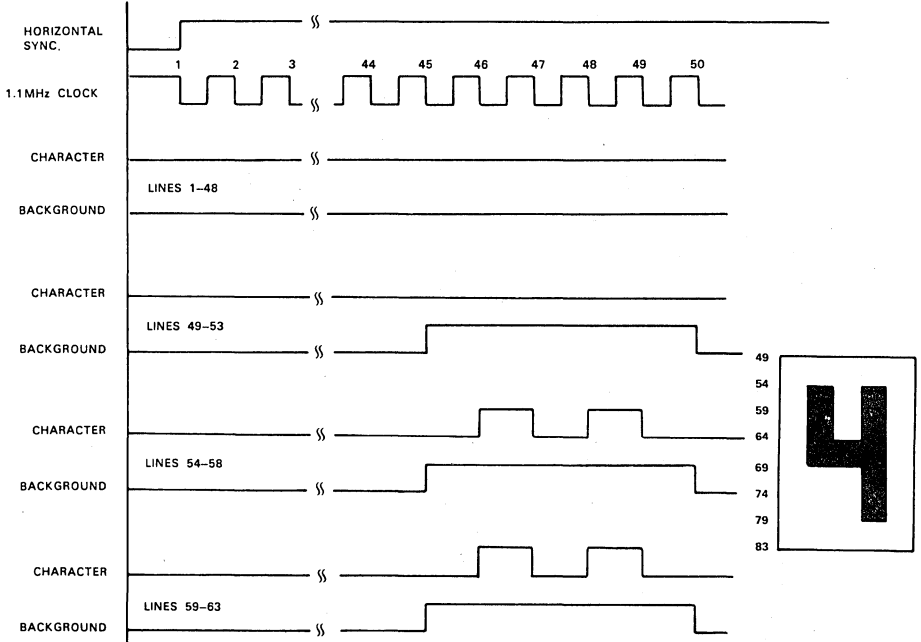 HORIZONTAL
SYNC.
1 2 3 44 45 46 47 48 49 50
1.1MHz CLOCK
CHARACTER
LINES 1–48
BACKGROUND
CHARACTER
LINES 49–53
BACKGROUND
49
54
59
CHARACTER
64
LINES 54–58
69
BACKGROUND
74
79
83
CHARACTER
LINES 59–63
BACKGROUND
4